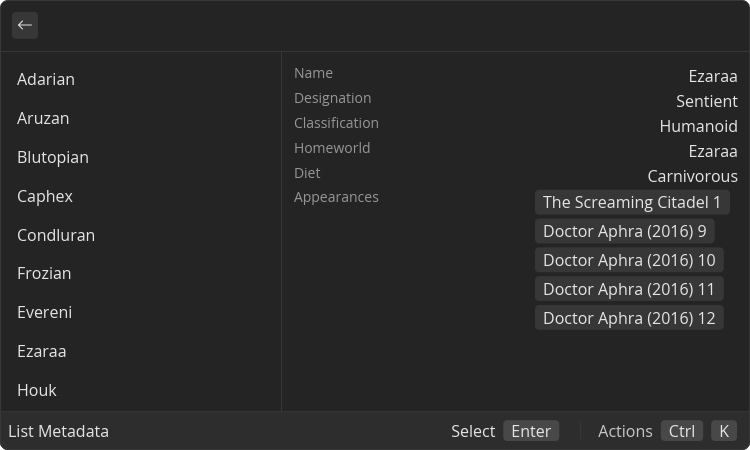 Adarian
Aruzan
Blutopian
Caphex
Condluran
Frozian
Evereni
Ezaraa
Houk
Name Ezaraa
Designation Sentient
Classification Humanoid
Homeworld Ezaraa
Diet Carnivorous
Appearances The Screaming Citadel 1
Doctor Aphra (2016) 9
Doctor Aphra (2016) 10
Doctor Aphra (2016) 11
Doctor Aphra (2016) 12
List Metadata Select Enter Actions Ctrl K